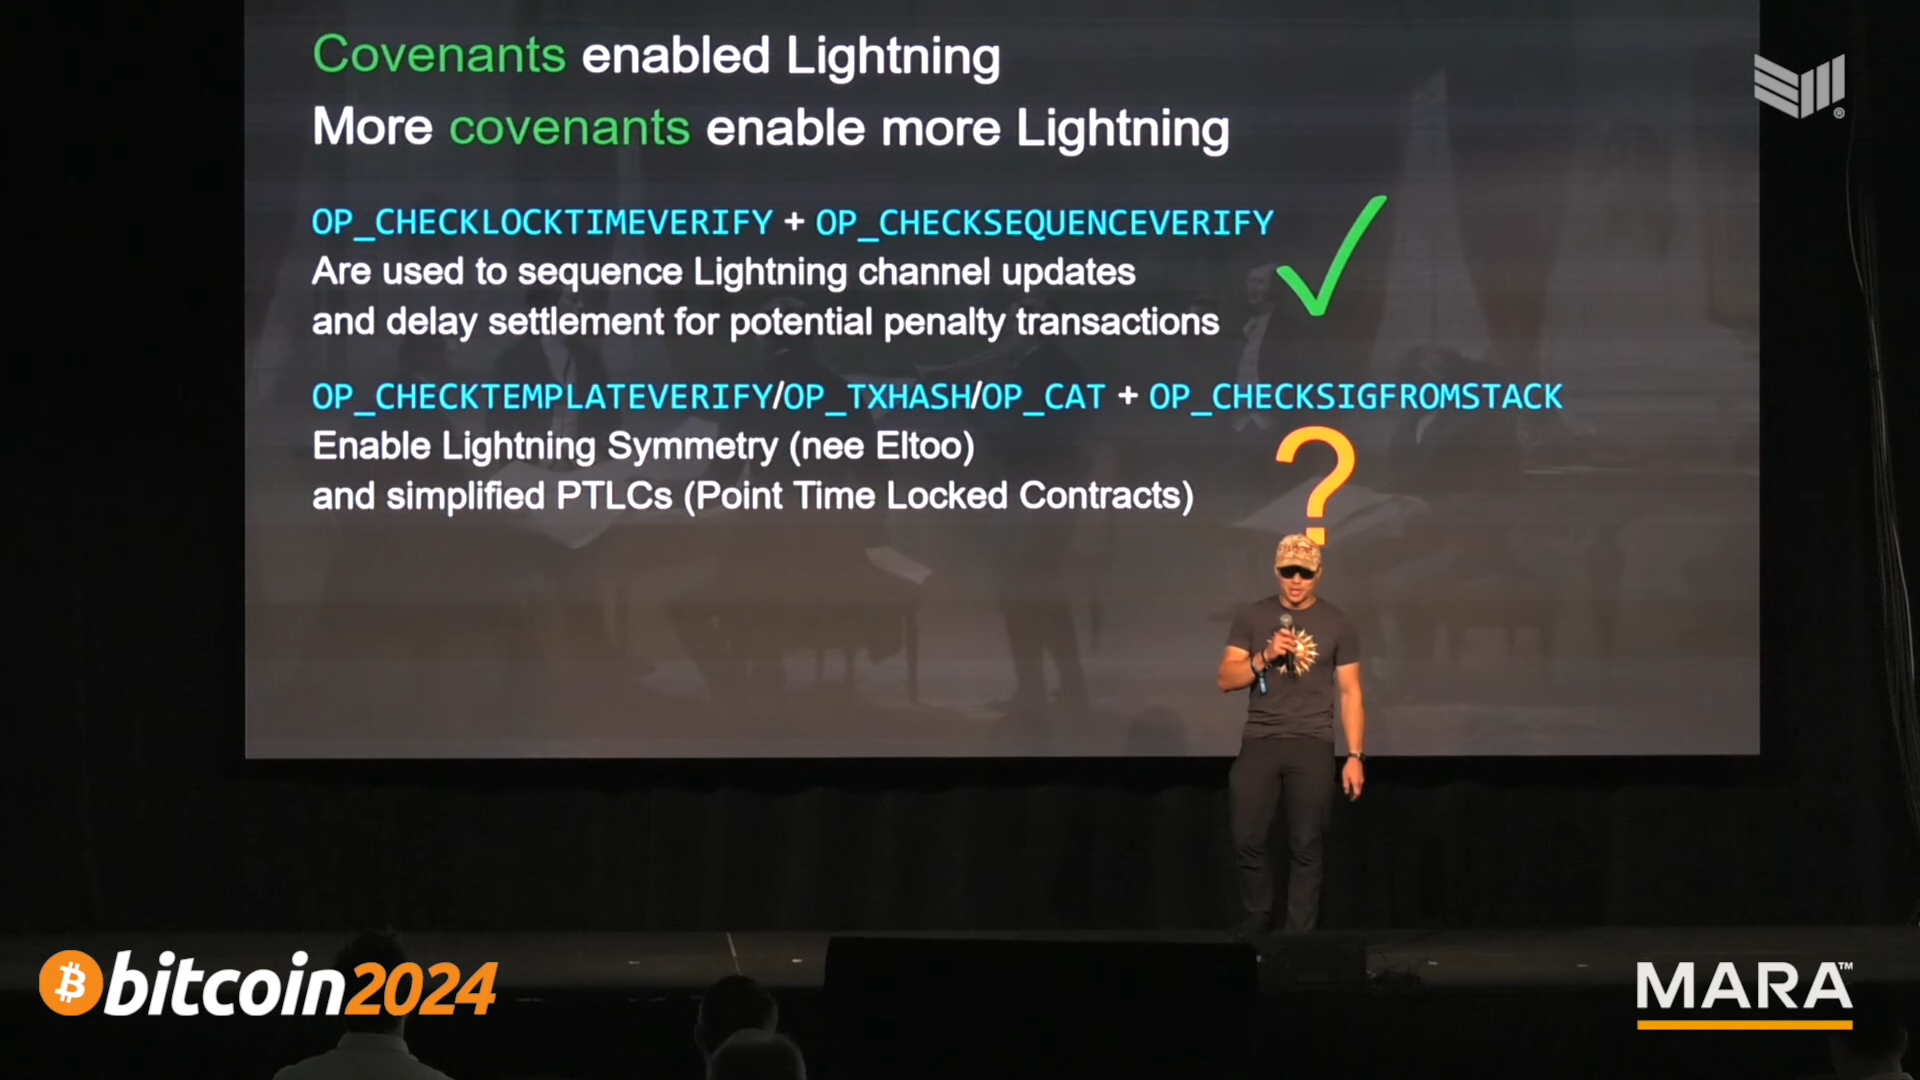 Covenants enabled Lightning
More covenants enable more Lightning
OP_CHECKLOCKTIMEVERIFY + OP_CHECKSEQUENCEVERIFY
Are used to sequence Lightning channel updates
and delay settlement for potential penalty transactions
OP_CHECKTEMPLATEVERIFY/OP_TXHASH/OP_CAT + OP_CHECKSIGFROMSTACK
Enable Lightning Symmetry (nee Eltoo)
and simplified PTLCs (Point Time Locked Contracts)
?
bitcoin2024
MARA™